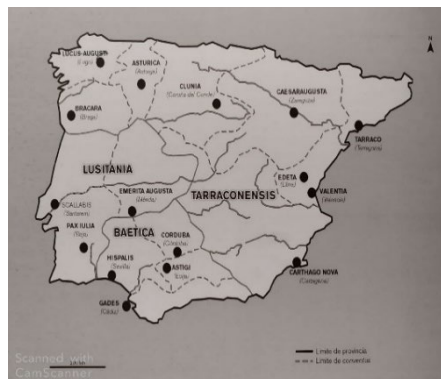 N
LUCUS AUGUSTA
(Lugo)
ASTURICA
(Astorga)
CLUNIA
(Coruña del Conde)
CAESARAUGUSTA
(Zaragoza)
BRACARA
(Braga)
TARRACO
(Tarragona)
LUSITANIA
EDETA
(Llíria)
EMERITA AUGUSTA
(Mérida)
TARRACONENSIS
VALENTIA
(Valencia)
SCALLABIS
(Santarem)
PAX IULIA
(Beja)
BAETICA
CORDUBA
(Córdoba)
HISPALIS
(Sevilla)
ASTIGI
(Écija)
CARTHAGO NOVA
(Cartagena)
GADES
(Cádiz)
Límite de provincia
Límite de conventus
Scanned with
CamScanner